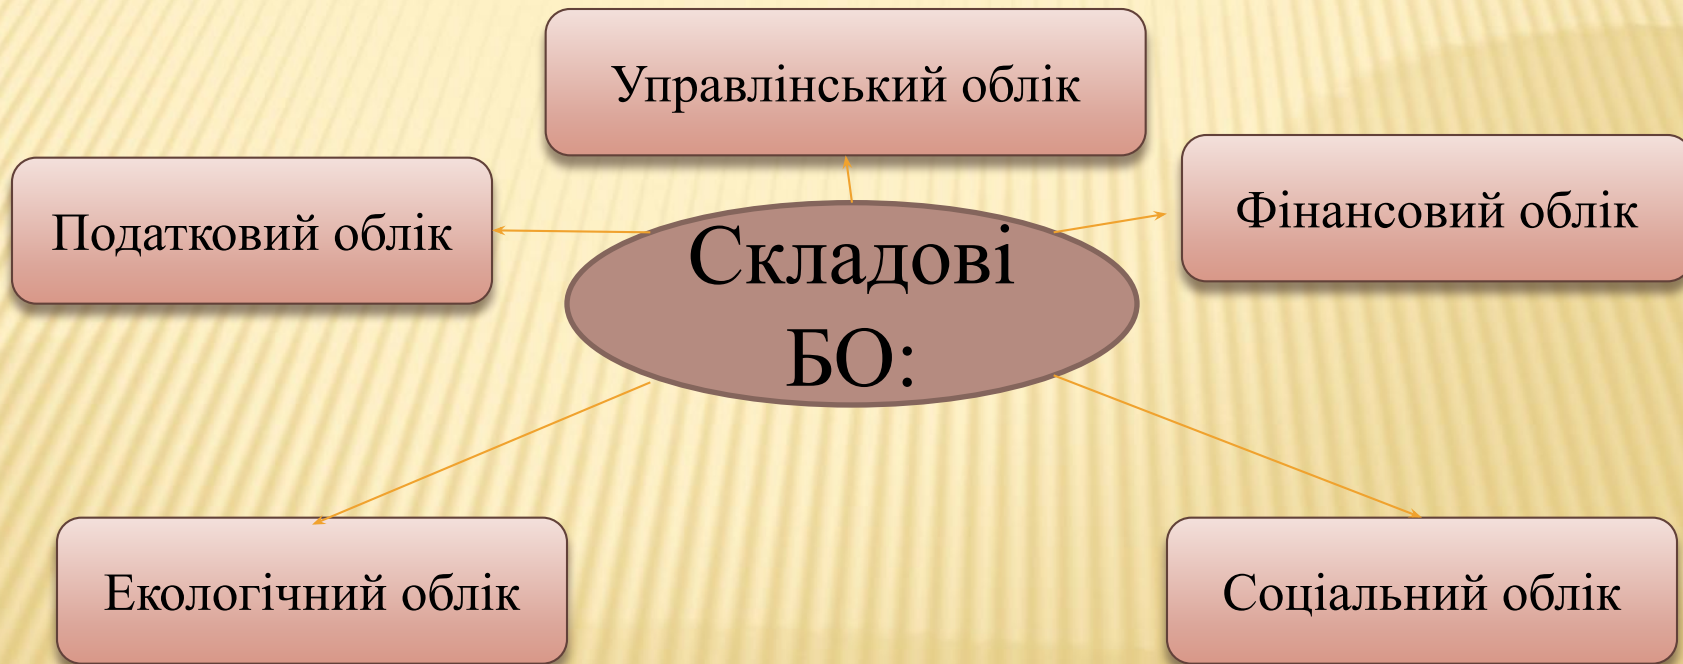 Управлінський облік
Податковий облік
Фінансовий облік
Складові
БО:
Екологічний облік
Соціальний облік